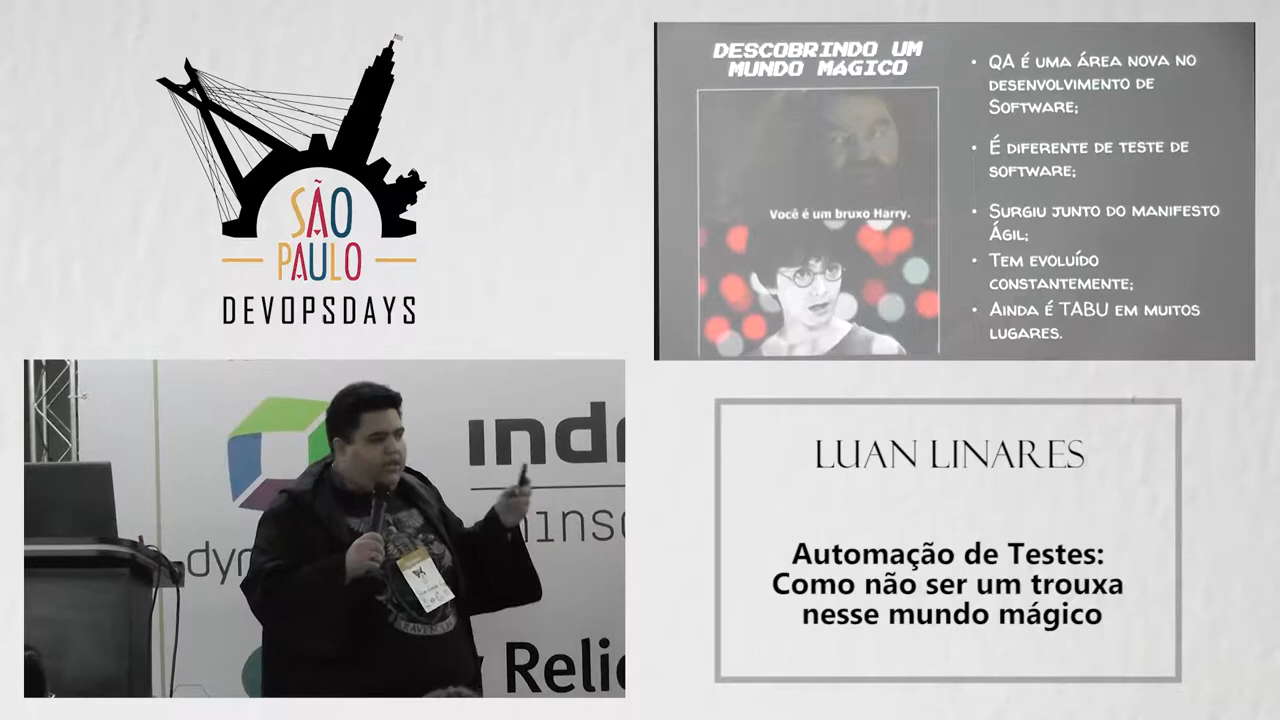 SÃO
PAULO
DEVOPSDAYS
DESCOBRINDO UM
MUNDO MÁGICO
Você é um bruxo Harry.
• QA É UMA ÁREA NOVA NO
DESENVOLVIMENTO DE
SOFTWARE;
• É DIFERENTE DE TESTE DE
SOFTWARE;
• SURGIU JUNTO DO MANIFESTO
ÁGIL;
• TEM EVOLUÍDO
CONSTANTEMENTE;
• AINDA É TABU EM MUITOS
LUGARES.
dyn
Relic
LUAN LINARES
Automação de Testes:
Como não ser um trouxa
nesse mundo mágico